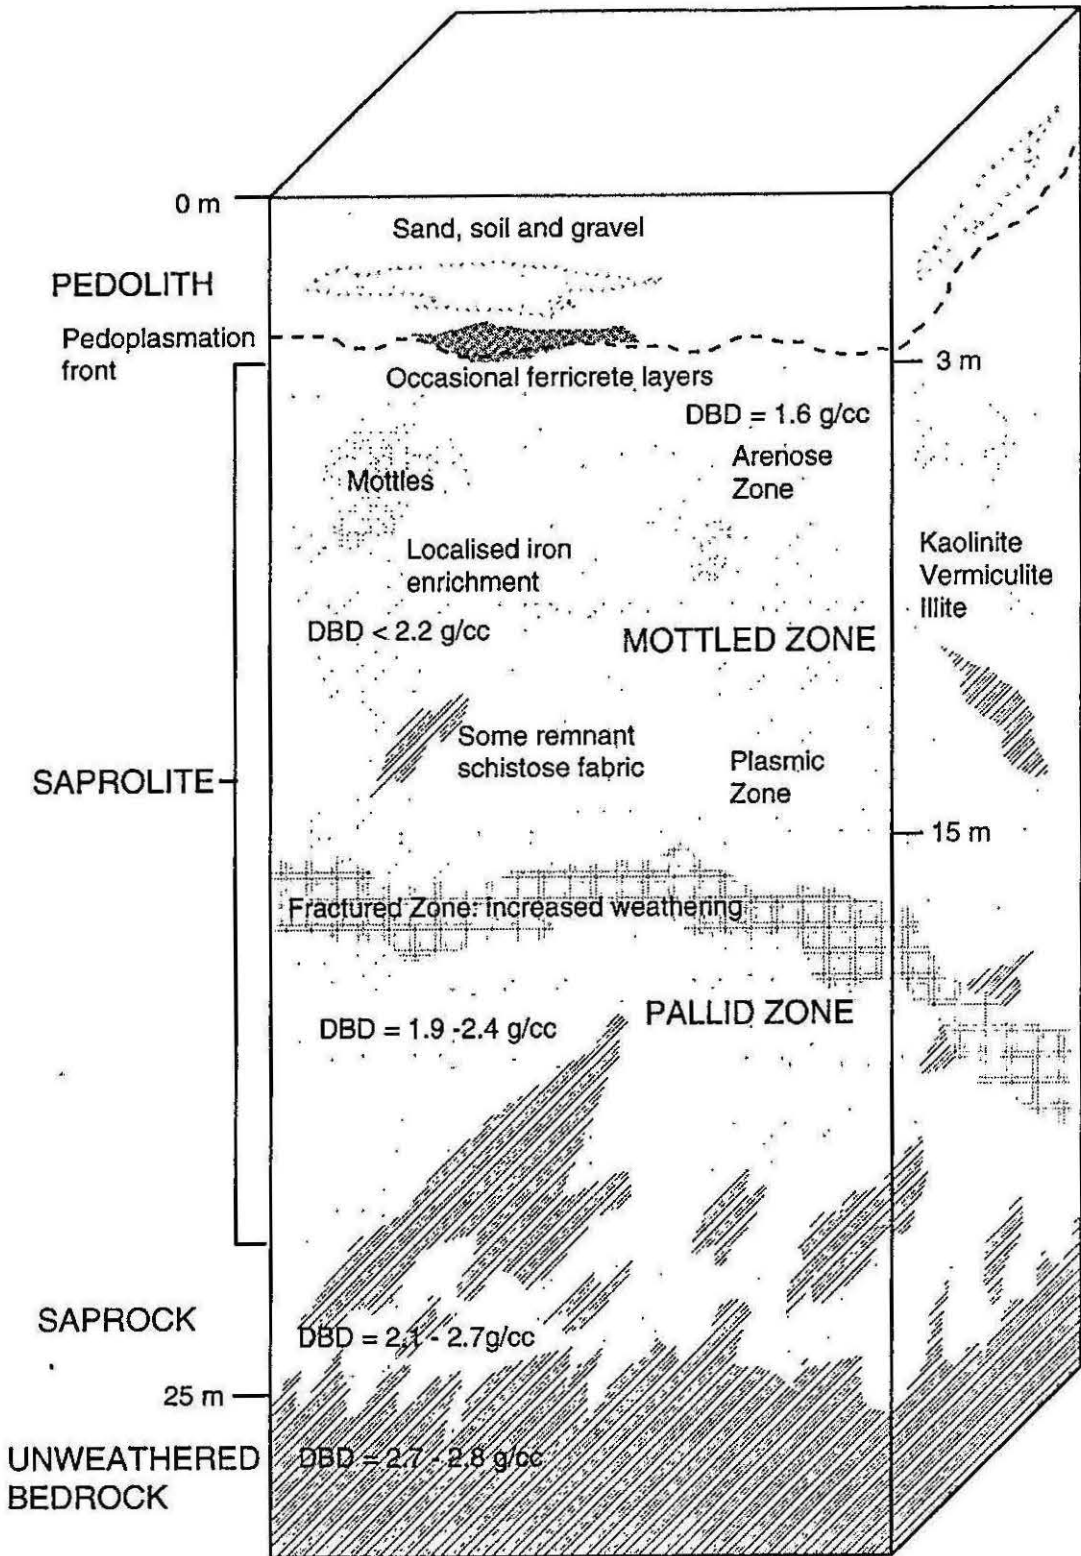 0 m
Sand, soil and gravel
PEDOLITH
Pedoplasmation
front
3 m
Occasional ferricrete layers
DBD = 1.6 g/cc
Arenose
Zone
Mottles
Localised iron
enrichment
Kaolinite
Vermiculite
Illite
DBD < 2.2 g/cc
MOTTLED ZONE
Some remnant
schistose fabric
Plasmic
Zone
SAPROLITE
15 m
Fractured Zone: increased weathering
PALLID ZONE
DBD = 1.9 -2.4 g/cc
SAPROCK
DBD = 2.1 - 2.7g/cc
25 m
UNWEATHERED
BEDROCK
DBD = 2.7 - 2.8 g/cc